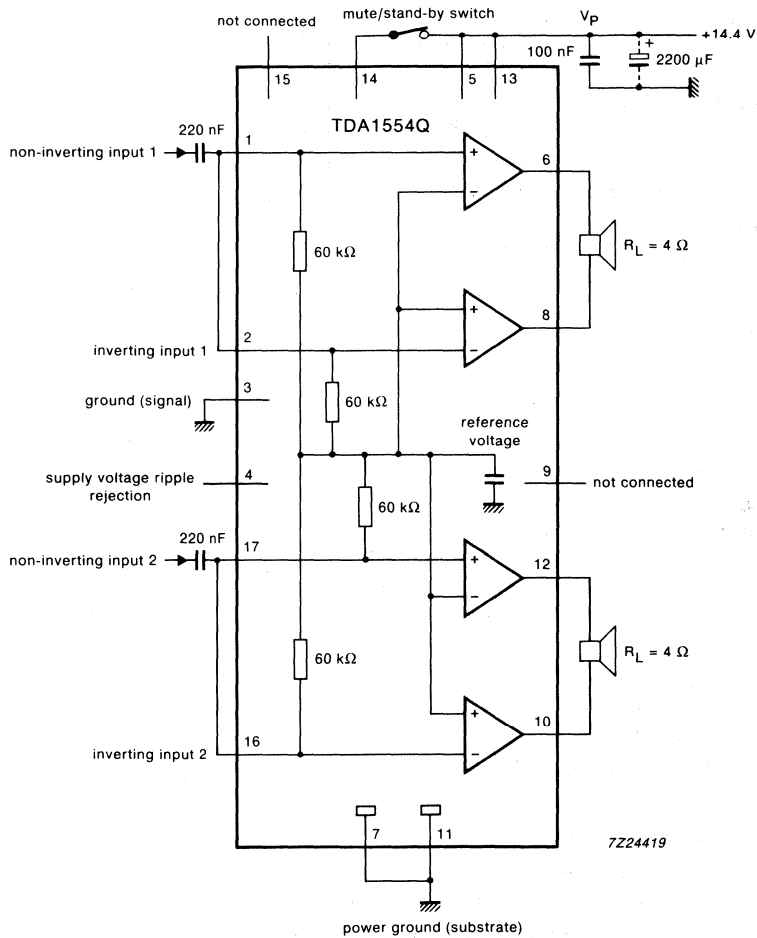 mute/stand-by switch
not connected
VP
+14.4 V
100 nF
+
2200 µF
15
14
5
13
TDA1554Q
220 nF
1
non-inverting input 1
+
6
−
60 kΩ
RL = 4 Ω
+
8
2
inverting input 1
−
3
ground (signal)
60 kΩ
reference
voltage
4
supply voltage ripple
rejection
9
not connected
60 kΩ
220 nF
17
non-inverting input 2
+
12
−
60 kΩ
RL = 4 Ω
+
10
16
inverting input 2
−
7
11
7Z24419
power ground (substrate)